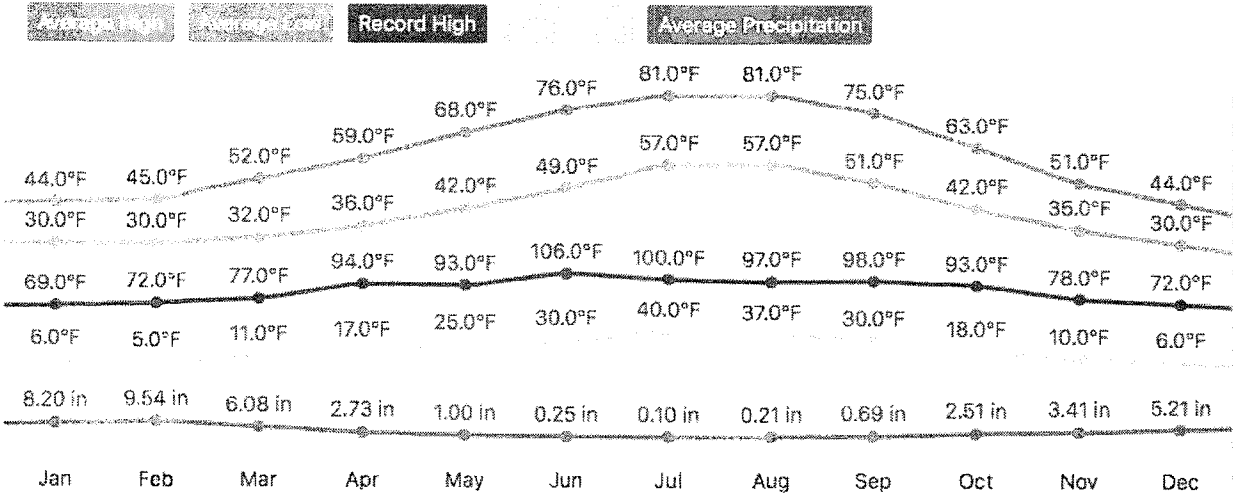 Average High Average Low Record High Average Precipitation
76.0°F 81.0°F 81.0°F 75.0°F
44.0°F 45.0°F 52.0°F 59.0°F 68.0°F 63.0°F 51.0°F 44.0°F
30.0°F 30.0°F 32.0°F 36.0°F 42.0°F 49.0°F 57.0°F 57.0°F 51.0°F 42.0°F 35.0°F 30.0°F
69.0°F 72.0°F 77.0°F 94.0°F 93.0°F 106.0°F 100.0°F 97.0°F 98.0°F 93.0°F 78.0°F 72.0°F
6.0°F 5.0°F 11.0°F 17.0°F 25.0°F 30.0°F 40.0°F 37.0°F 30.0°F 18.0°F 10.0°F 6.0°F
8.20 in 9.54 in 6.08 in 2.73 in 1.00 in 0.25 in 0.10 in 0.21 in 0.69 in 2.51 in 3.41 in 5.21 in
Jan Feb Mar Apr May Jun Jul Aug Sep Oct Nov Dec